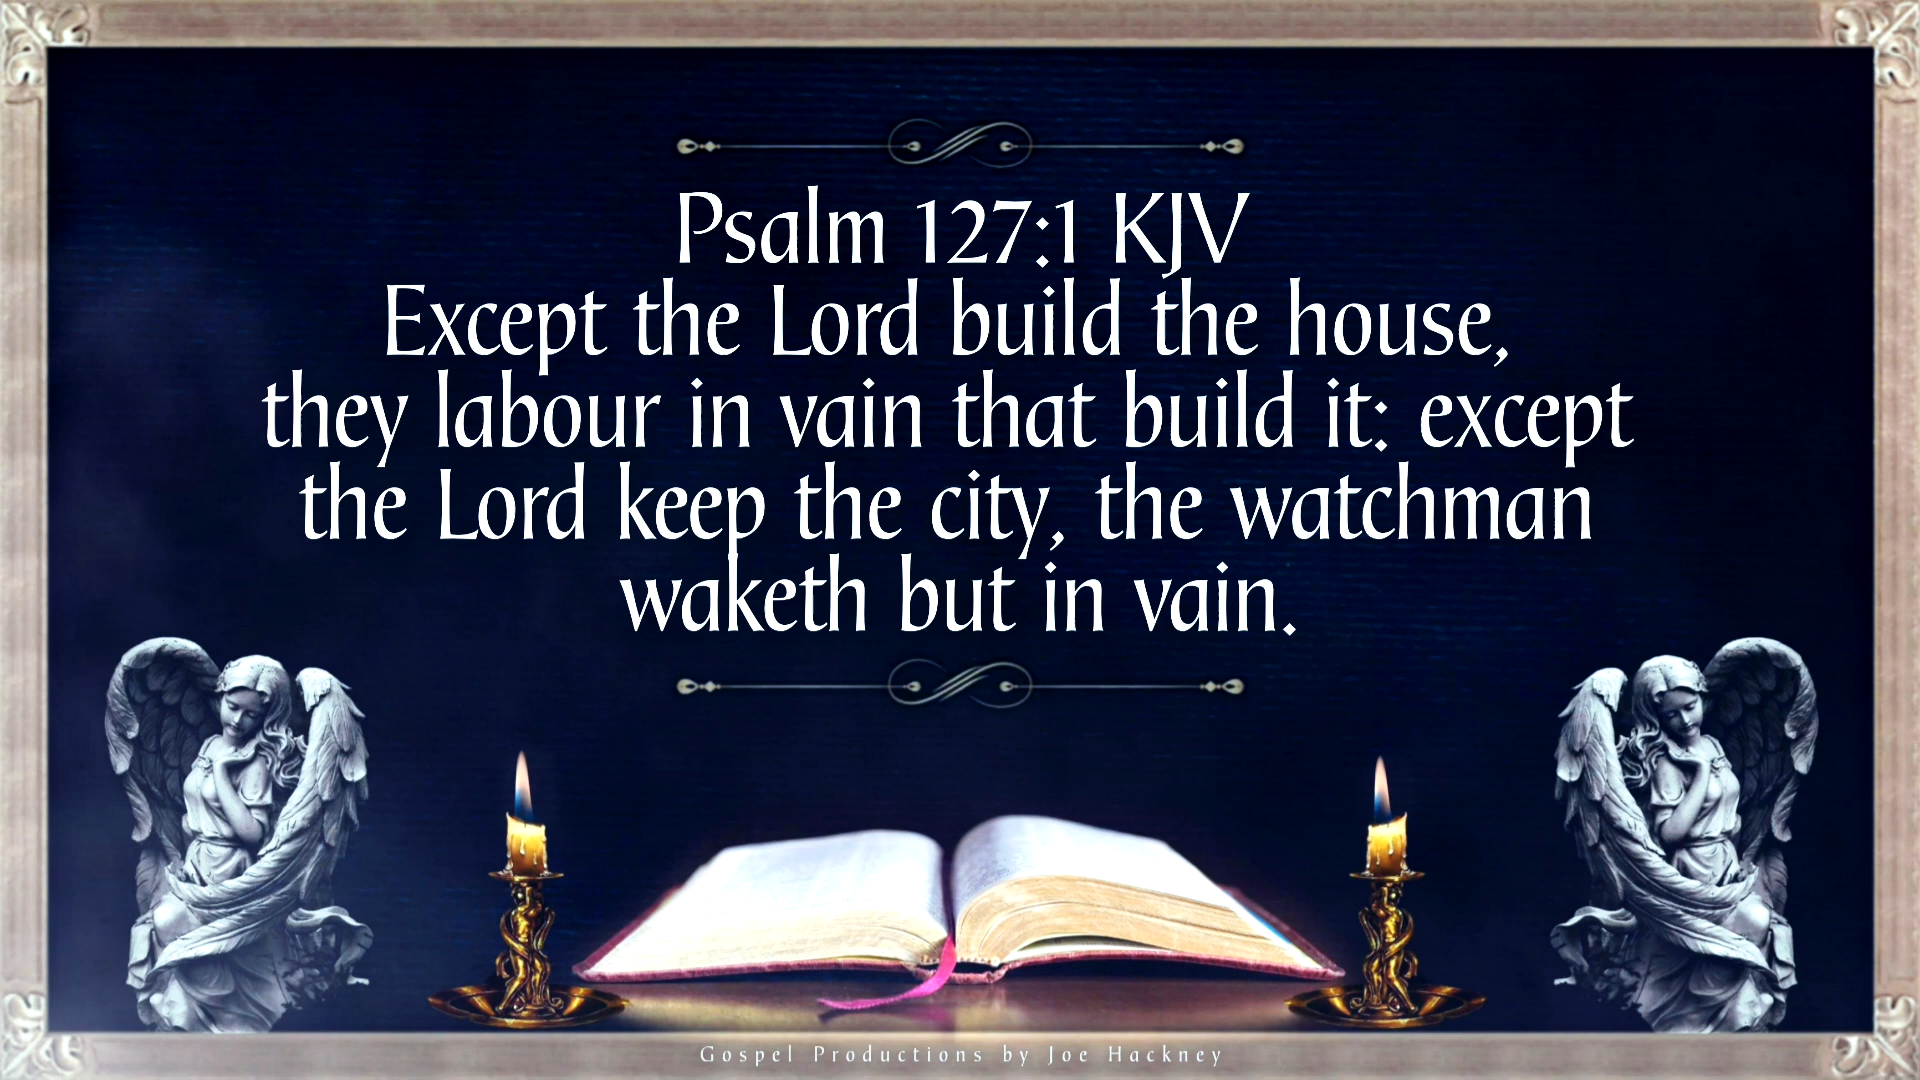 Psalm 127:1 KJV
Except the Lord build the house,
they labour in vain that build it: except
the Lord keep the city, the watchman
waketh but in vain.
Gospel Productions by Joe Hackney